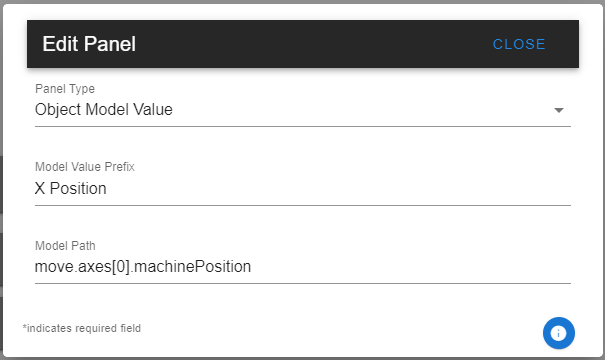 Edit Panel
CLOSE
Panel Type
Object Model Value
Model Value Prefix
X Position
Model Path
move.axes[0].machinePosition
*indicates required field